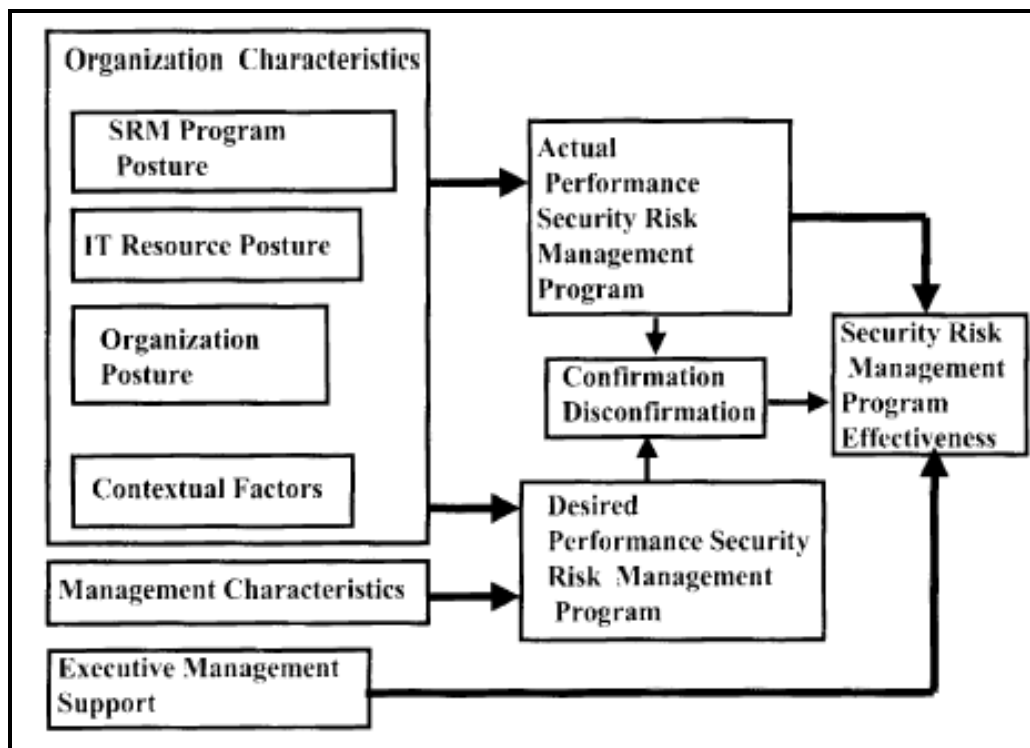 Organization Characteristics
SRM Program
Posture
IT Resource Posture
Organization
Posture
Contextual Factors
Management Characteristics
Executive Management
Support
Actual
Performance
Security Risk
Management
Program
Confirmation
Disconfirmation
Desired
Performance Security
Risk Management
Program
Security Risk
Management
Program
Effectiveness